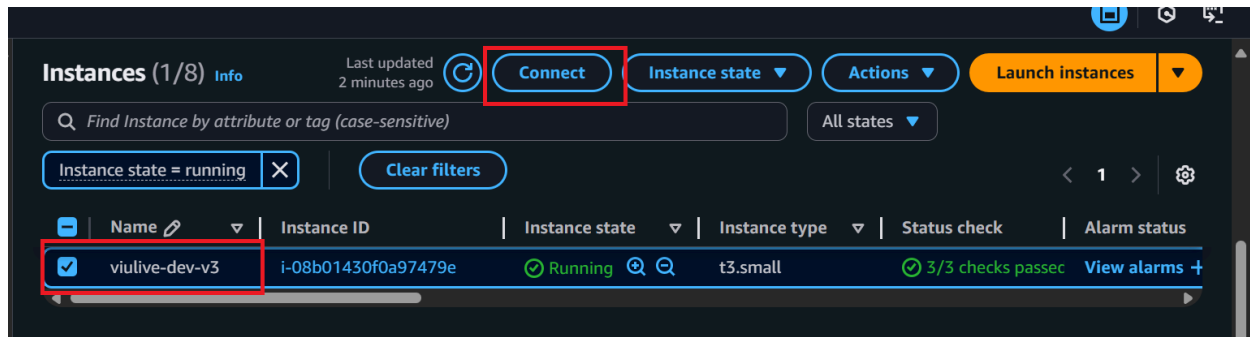 Instances (1/8) Info
Last updated
2 minutes ago
Connect
Instance state
Actions
Launch instances
Find Instance by attribute or tag (case-sensitive)
All states
Instance state = running
Clear filters
1
Name
Instance ID
Instance state
Instance type
Status check
Alarm status
viulive-dev-v3
i-08b01430f0a97479e
Running
t3.small
3/3 checks passec
View alarms +